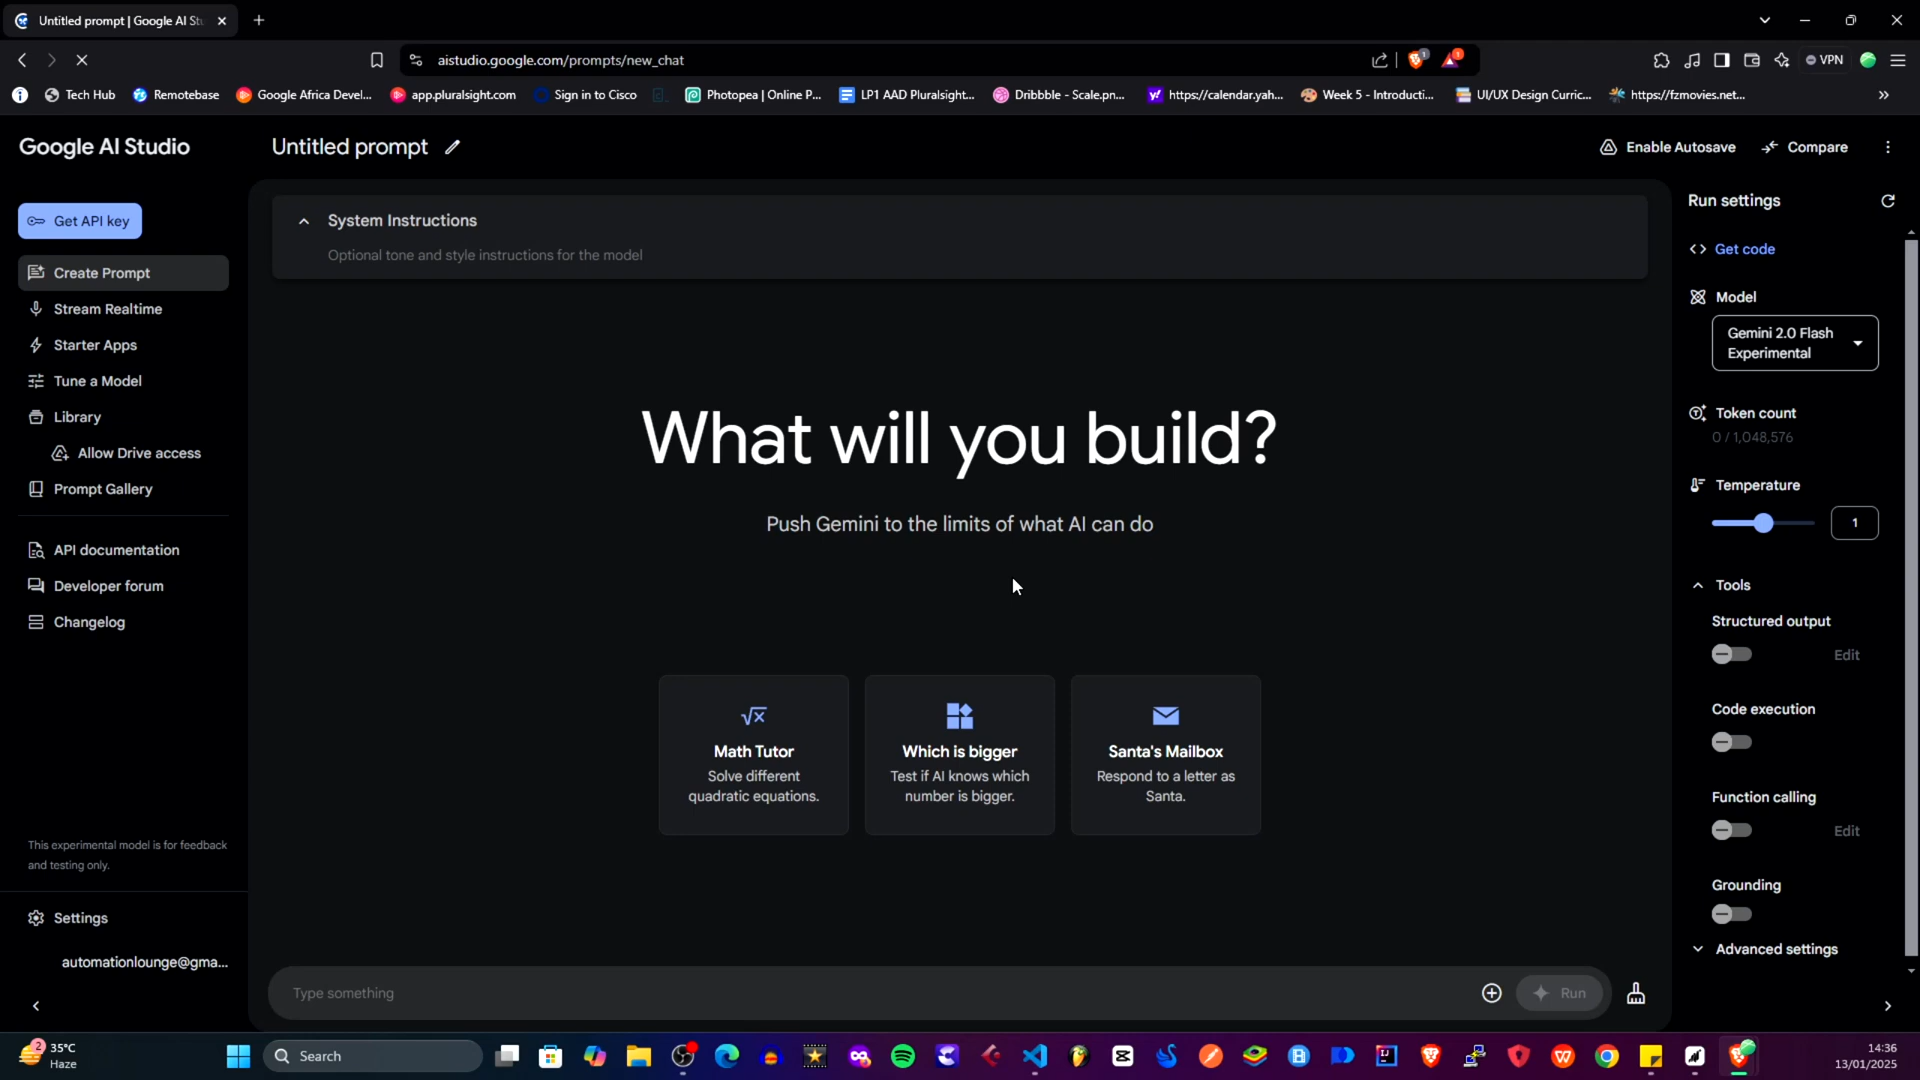 Untitled prompt | Google AI Stu
aistudio.google.com/prompts/new_chat
1
1
VPN
Tech Hub
Remotebase
Google Africa Devel...
app.pluralsight.com
Sign in to Cisco
Photopea | Online P...
LP1 AAD Pluralsight...
Dribbble - Scale.pn...
https://calendar.yah...
Week 5 - Introducti...
UI/UX Design Curric...
https://fzmovies.net...
Google AI Studio
Untitled prompt
Enable Autosave
Compare
Get API key
Create Prompt
Stream Realtime
Starter Apps
Tune a Model
Library
Allow Drive access
Prompt Gallery
API documentation
Developer forum
Changelog
This experimental model is for feedback
and testing only.
Settings
automationlounge@gma...
System Instructions
Optional tone and style instructions for the model
What will you build?
Push Gemini to the limits of what AI can do
Math Tutor
Solve different
quadratic equations.
Which is bigger
Test if AI knows which
number is bigger.
Santa's Mailbox
Respond to a letter as
Santa.
Type something
Run
Run settings
Get code
Model
Gemini 2.0 Flash
Experimental
Token count
0 / 1,048,576
Temperature
1
Tools
Structured output
Edit
Code execution
Function calling
Edit
Grounding
Advanced settings
2
35°C
Haze
Search
14:36
13/01/2025